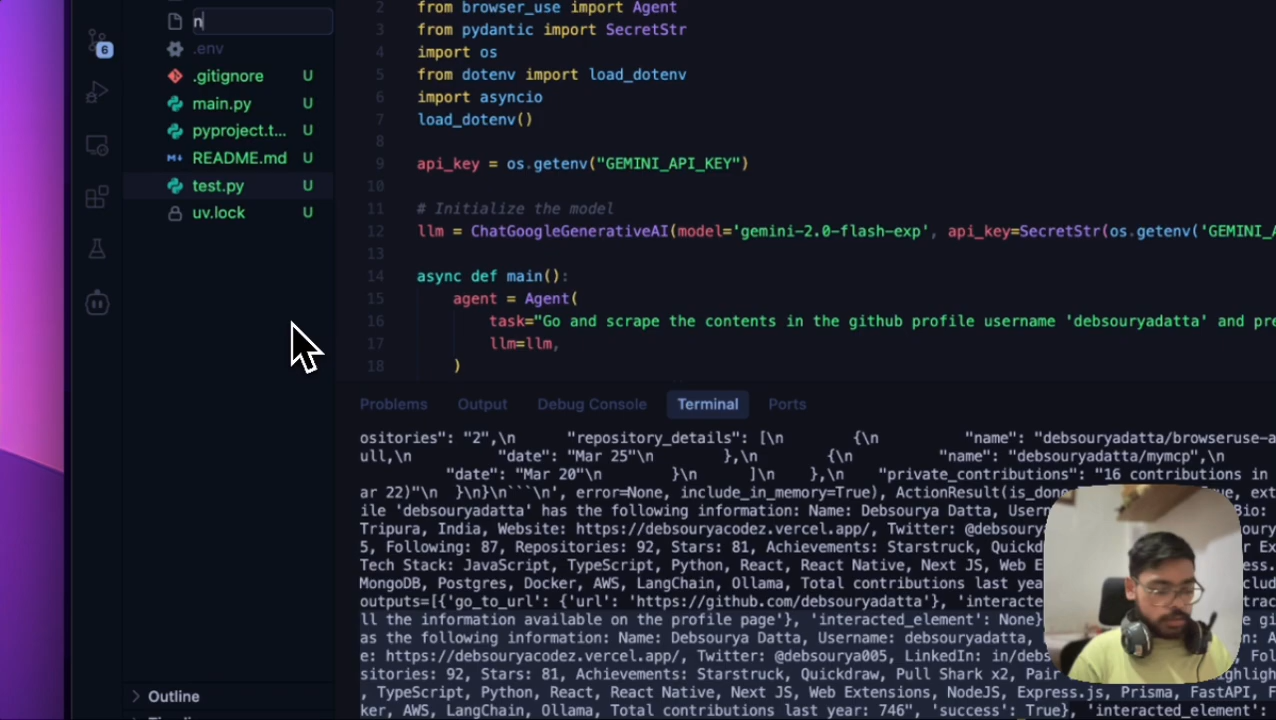 n
.env
.gitignore U
main.py U
pyproject.t... U
README.md U
test.py U
uv.lock U
6
Outline
2 from browser_use import Agent
3 from pydantic import SecretStr
4 import os
5 from dotenv import load_dotenv
6 import asyncio
7 load_dotenv()
8
9 api_key = os.getenv("GEMINI_API_KEY")
10
11 # Initialize the model
12 llm = ChatGoogleGenerativeAI(model='gemini-2.0-flash-exp', api_key=SecretStr(os.getenv('GEMINI_A
13
14 async def main():
15 agent = Agent(
16 task="Go and scrape the contents in the github profile username 'debsouryadatta' and pr
17 llm=llm,
18 )
Problems Output Debug Console Terminal Ports
ositories": "2",\n "repository_details": [\n {\n "name": "debsouryadatta/browseruse-a
ull,\n "date": "Mar 25"\n },\n {\n "name": "debsouryadatta/mymcp",\n
"date": "Mar 20"\n }\n ]\n },\n "private_contributions": "16 contributions in
ar 22)"\n }\n}\n```\n', error=None, include_in_memory=True), ActionResult(is_done ext
ile 'debsouryadatta' has the following information: Name: Debsourya Datta, Usern Bio:
Tripura, India, Website: https://debsouryacodez.vercel.app/, Twitter: @debsoury
5, Following: 87, Repositories: 92, Stars: 81, Achievements: Starstruck, Quickd
Tech Stack: JavaScript, TypeScript, Python, React, React Native, Next JS, Web E ess.
MongoDB, Postgres, Docker, AWS, LangChain, Ollama, Total contributions last yea
outputs=[{'go_to_url': {'url': 'https://github.com/debsouryadatta'}, 'interacte
ll the information available on the profile page'}, 'interacted_element': None}
as the following information: Name: Debsourya Datta, Username: debsouryadatta,
e: https://debsouryacodez.vercel.app/, Twitter: @debsourya005, LinkedIn: in/deb
sitories: 92, Stars: 81, Achievements: Starstruck, Quickdraw, Pull Shark x2, Pair
, TypeScript, Python, React, React Native, Next JS, Web Extensions, NodeJS, Express.js, Prisma, FastAPI, F
ker, AWS, LangChain, Ollama, Total contributions last year: 746", 'success': True}, 'interacted_element':